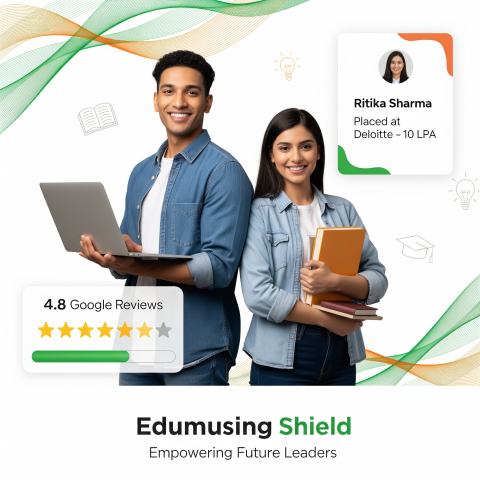 Ritika Sharma
Placed at
Deloitte – 10 LPA
4.8 Google Reviews
Edumusing Shield
Empowering Future Leaders